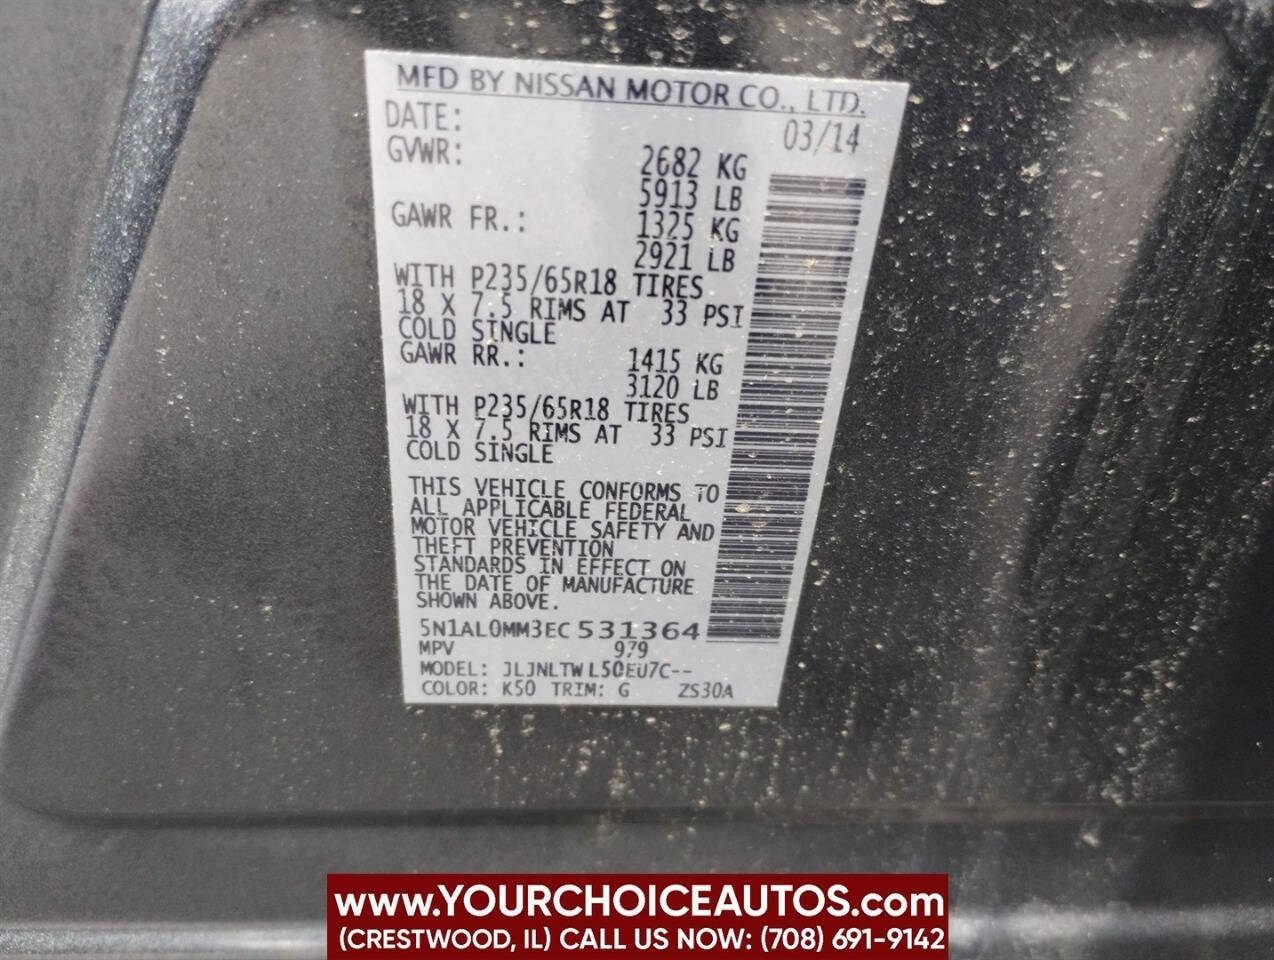 MFD BY NISSAN MOTOR CO., LTD.
DATE: 03/14
GVWR: 2682 KG
5913 LB
GAWR FR.: 1325 KG
2921 LB
WITH P235/65R18 TIRES
18 X 7.5 RIMS AT 33 PSI
COLD SINGLE
GAWR RR.: 1415 KG
3120 LB
WITH P235/65R18 TIRES
18 X 7.5 RIMS AT 33 PSI
COLD SINGLE
THIS VEHICLE CONFORMS TO
ALL APPLICABLE FEDERAL
MOTOR VEHICLE SAFETY AND
THEFT PREVENTION
STANDARDS IN EFFECT ON
THE DATE OF MANUFACTURE
SHOWN ABOVE.
5N1AL0MM3EC531364
MPV 979
MODEL: JLJNLTWL50EU7C--
COLOR: K50 TRIM: G ZS30A
www.YOURCHOICEAUTOS.com
(CRESTWOOD, IL) CALL US NOW: (708) 691-9142